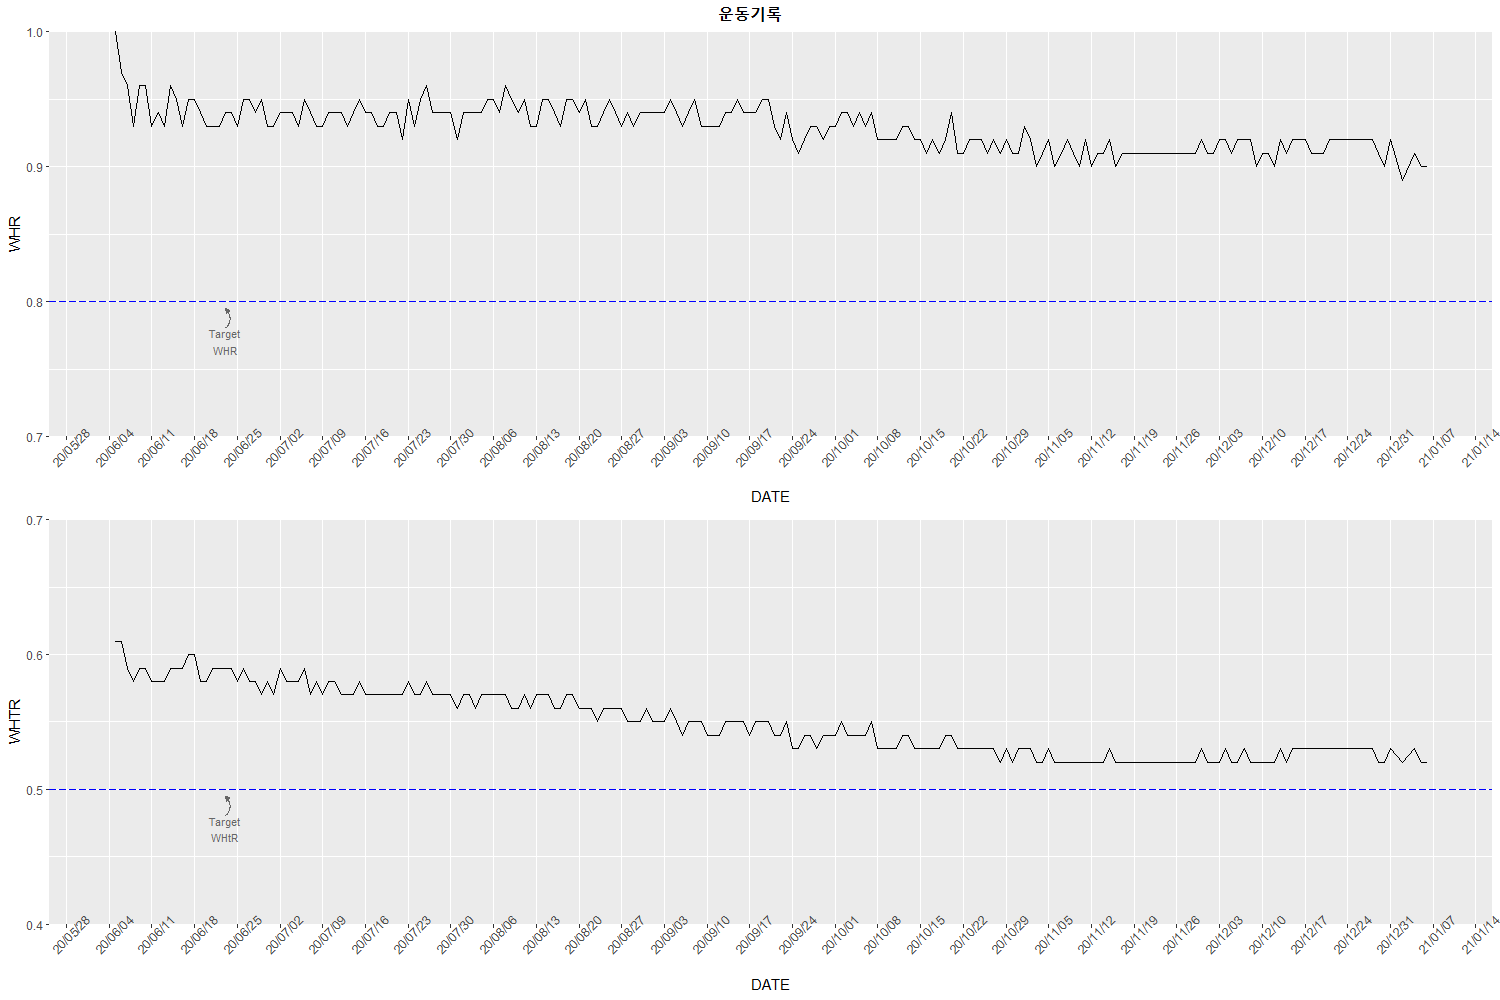 운동기록
1.0
0.9
WHR
0.8
Target
WHR
0.7
20/05/28 20/06/04 20/06/11 20/06/18 20/06/25 20/07/02 20/07/09 20/07/16 20/07/23 20/07/30 20/08/06 20/08/13 20/08/20 20/08/27 20/09/03 20/09/10 20/09/17 20/09/24 20/10/01 20/10/08 20/10/15 20/10/22 20/10/29 20/11/05 20/11/12 20/11/19 20/11/26 20/12/03 20/12/10 20/12/17 20/12/24 20/12/31 21/01/07 21/01/14
DATE
0.7
0.6
WHTR
0.5
Target
WHtR
0.4
20/05/28 20/06/04 20/06/11 20/06/18 20/06/25 20/07/02 20/07/09 20/07/16 20/07/23 20/07/30 20/08/06 20/08/13 20/08/20 20/08/27 20/09/03 20/09/10 20/09/17 20/09/24 20/10/01 20/10/08 20/10/15 20/10/22 20/10/29 20/11/05 20/11/12 20/11/19 20/11/26 20/12/03 20/12/10 20/12/17 20/12/24 20/12/31 21/01/07 21/01/14
DATE